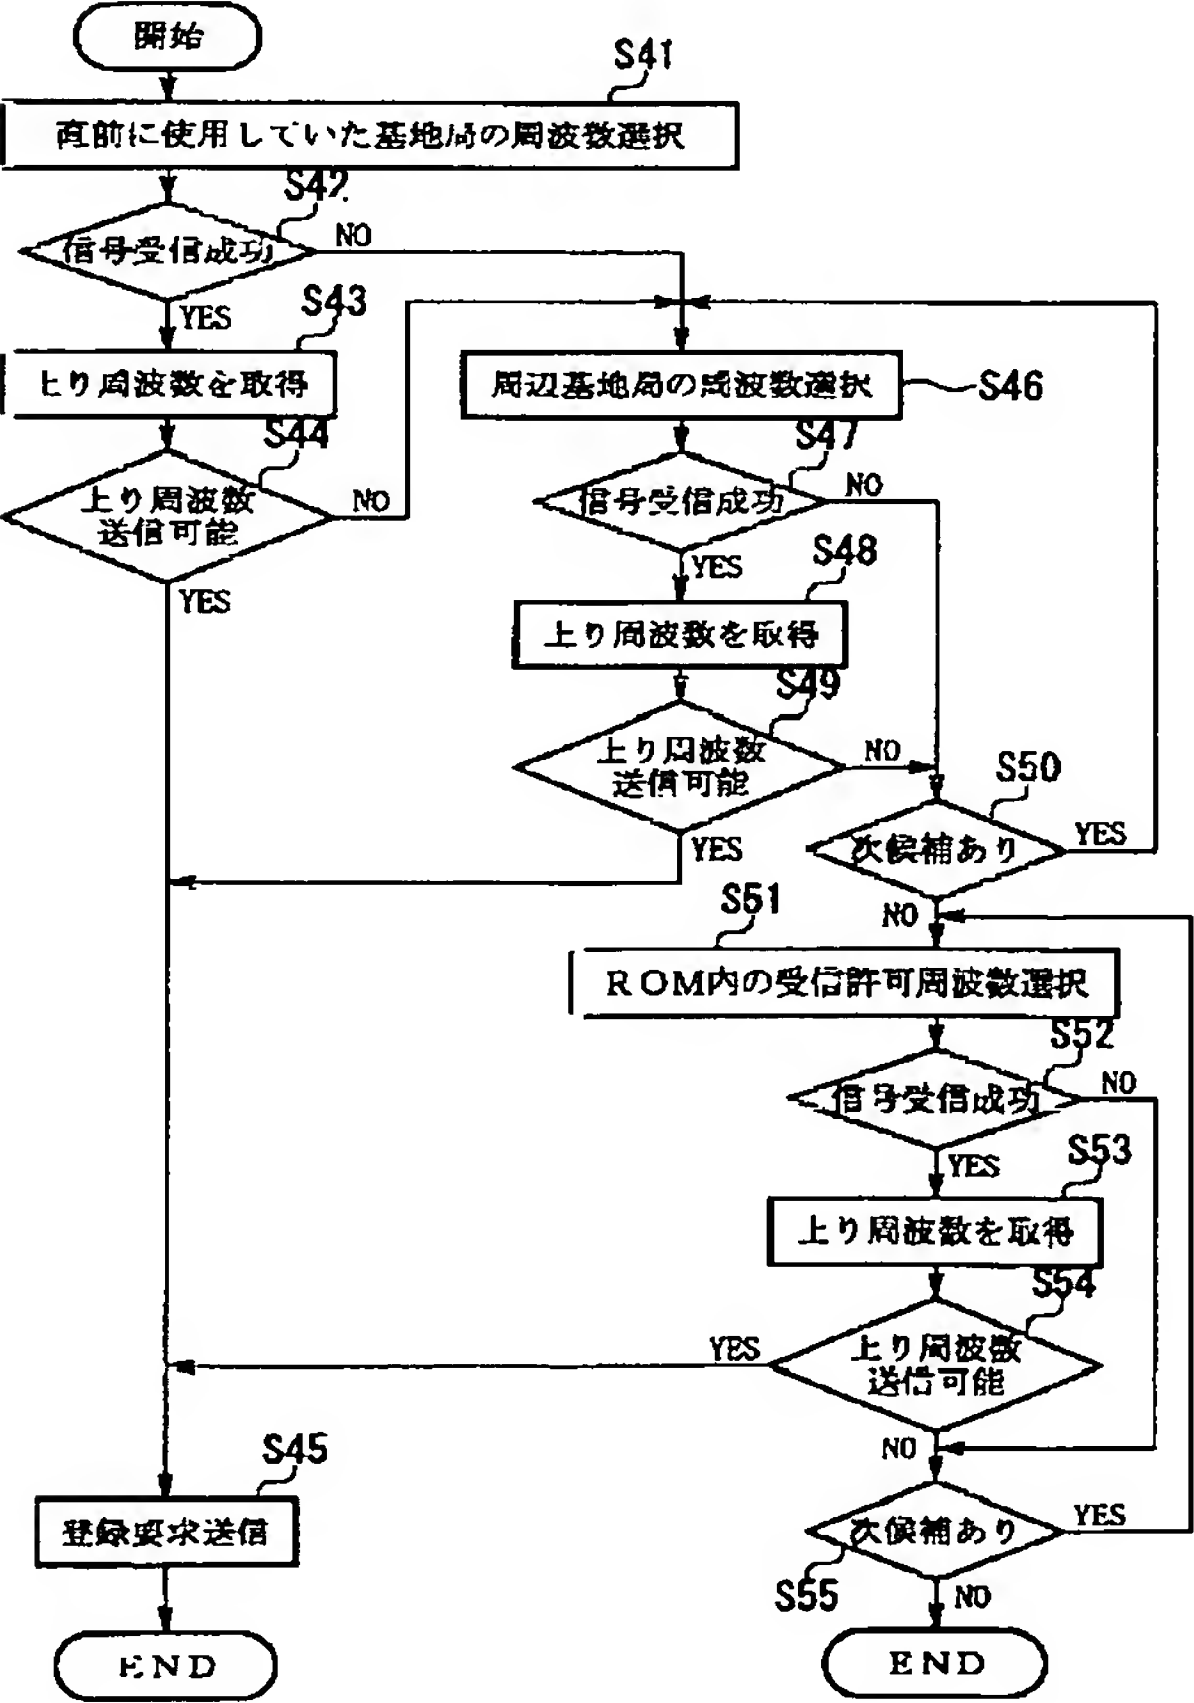 開始
S41
直前に使用していた基地局の周波数選択
S42
信号受信成功
NO
YES
S43
上り周波数を取得
S44
上り周波数
送信可能
NO
YES
周辺基地局の周波数選択
S46
S47
信号受信成功
NO
YES
S48
上り周波数を取得
S49
上り周波数
送信可能
NO
YES
S50
次候補あり
YES
NO
S51
ROM内の受信許可周波数選択
S52
信号受信成功
NO
YES
S53
上り周波数を取得
S54
上り周波数
送信可能
YES
NO
S45
登録要求送信
END
次候補あり
YES
S55
NO
END